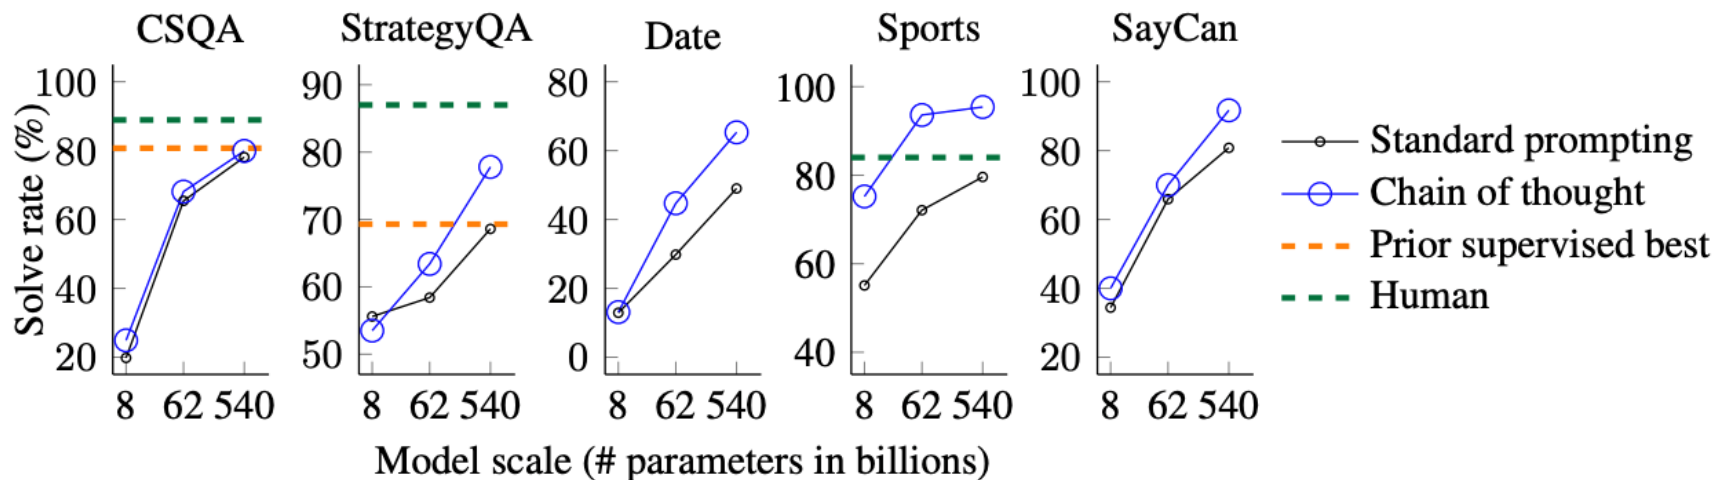 CSQA
StrategyQA
Date
Sports
SayCan
Solve rate (%)
100
80
60
40
20
8 62 540
90
80
70
60
50
8 62 540
80
60
40
20
0
8 62 540
100
80
60
40
8 62 540
100
80
60
40
20
8 62 540
Model scale (# parameters in billions)
Standard prompting
Chain of thought
Prior supervised best
Human